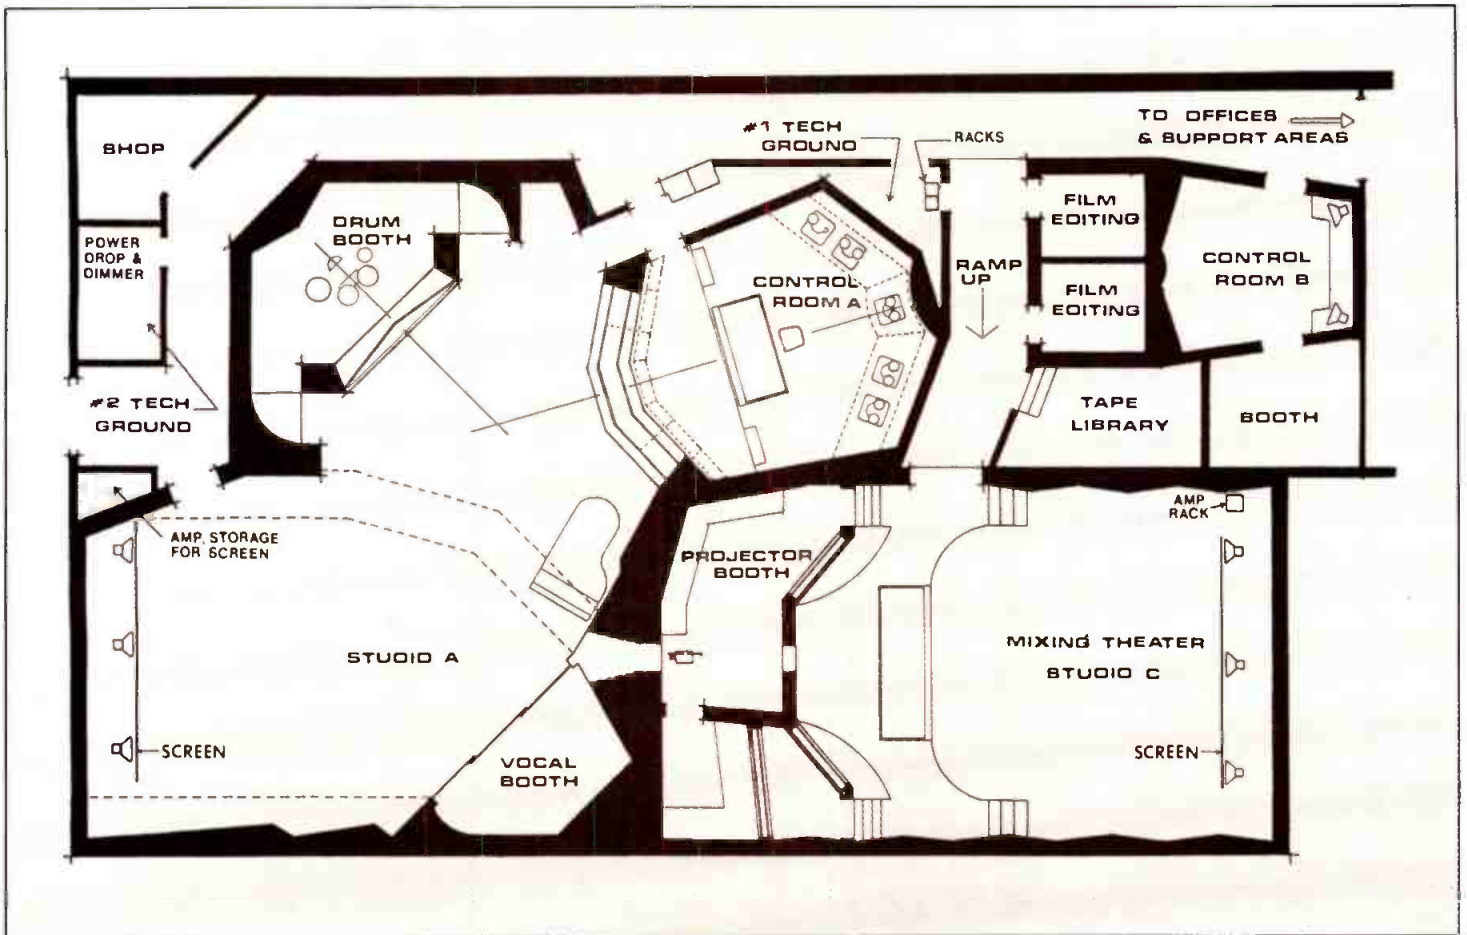 TO OFFICES
& SUPPORT AREAS
#1 TECH
GROUND
RACKS
SHOP
FILM
EDITING
DRUM
BOOTH
POWER
DROP &
DIMMER
CONTROL
ROOM A
RAMP
UP
CONTROL
ROOM B
FILM
EDITING
#2 TECH
GROUND
TAPE
LIBRARY
BOOTH
AMP
RACK
AMP. STORAGE
FOR SCREEN
PROJECTOR
BOOTH
STUDIO A
MIXING THEATER
STUDIO C
SCREEN
VOCAL
BOOTH
SCREEN